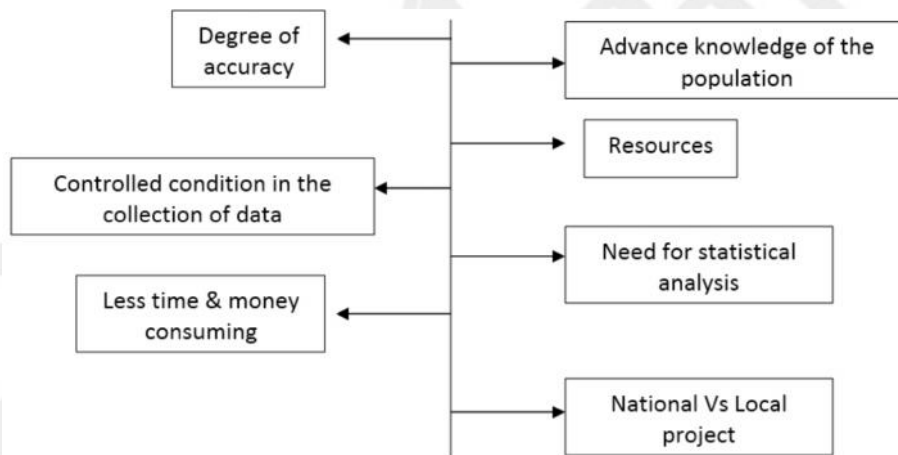 Degree of
accuracy
Advance knowledge of the
population
Resources
Controlled condition in the
collection of data
Need for statistical
analysis
Less time & money
consuming
National Vs Local
project